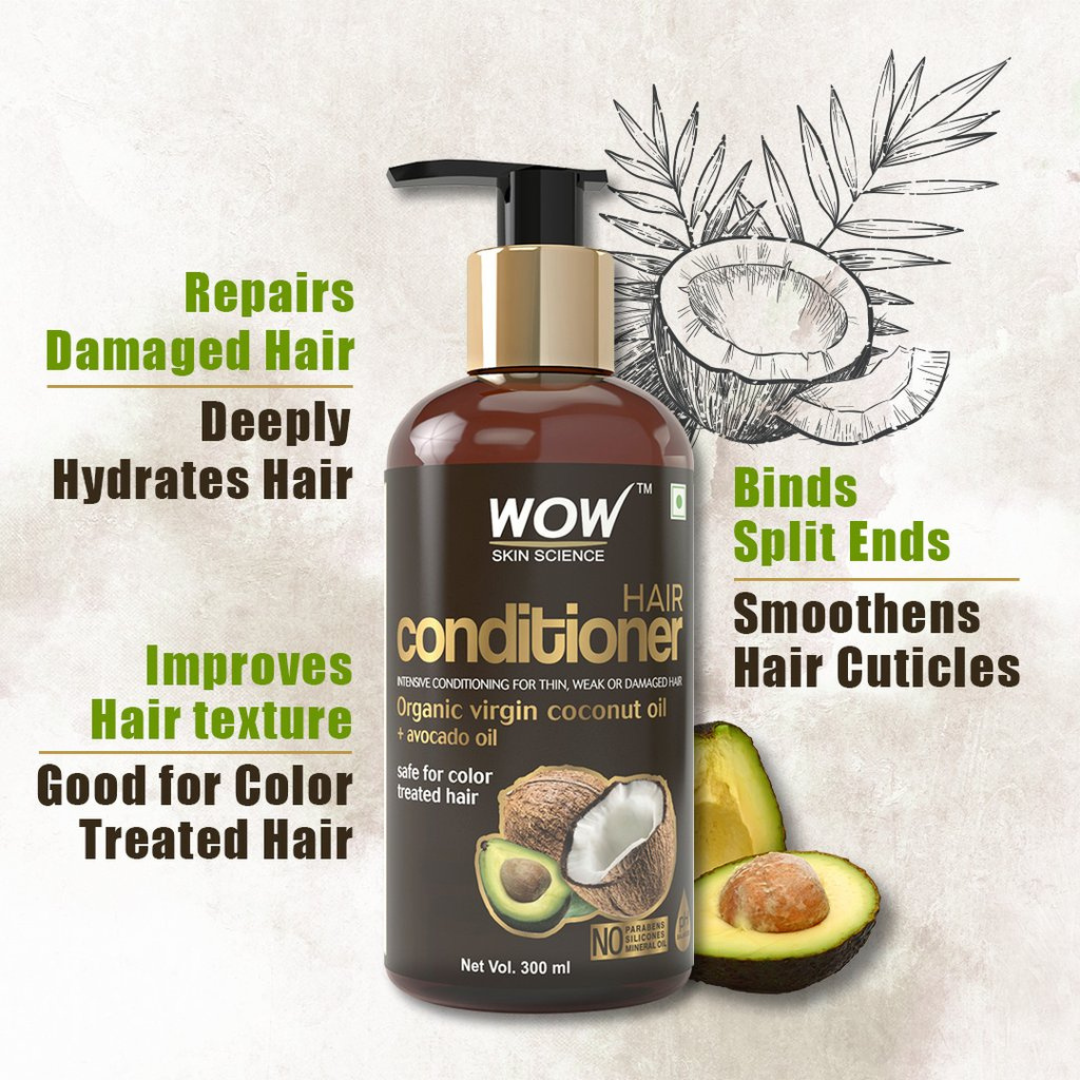 Repairs
Damaged Hair
Deeply
Hydrates Hair
Improves
Hair texture
Good for Color
Treated Hair
WOW™
SKIN SCIENCE
HAIR
conditioner
INTENSIVE CONDITIONING FOR THIN, WEAK OR DAMAGED HAIR
Organic virgin coconut oil
+ avocado oil
safe for color
treated hair
NO PARABENS
SILICONES
MINERAL OIL
Net Vol. 300 ml
Binds
Split Ends
Smoothens
Hair Cuticles